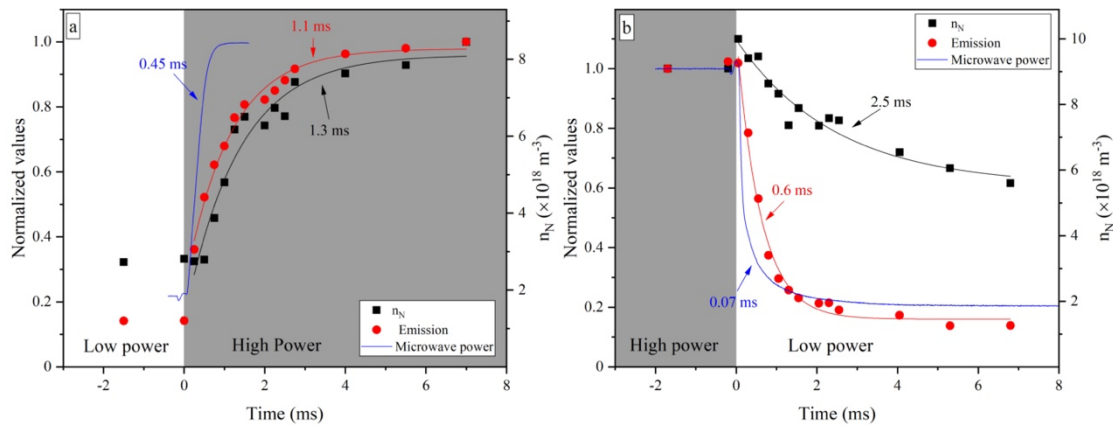 a
1.0
0.8
0.6
0.4
0.2
0.0
Normalized values
0.45 ms
1.1 ms
1.3 ms
8
6
4
2
n_N (×10^18 m^-3)
n_N
Emission
Microwave power
Low power
High Power
-2 0 2 4 6 8
Time (ms)
b
1.0
0.8
0.6
0.4
0.2
0
Normalized values
n_N
Emission
Microwave power
2.5 ms
0.6 ms
0.07 ms
10
8
6
4
2
n_N (×10^18 m^-3)
High power
Low power
-2 0 2 4 6 8
Time (ms)